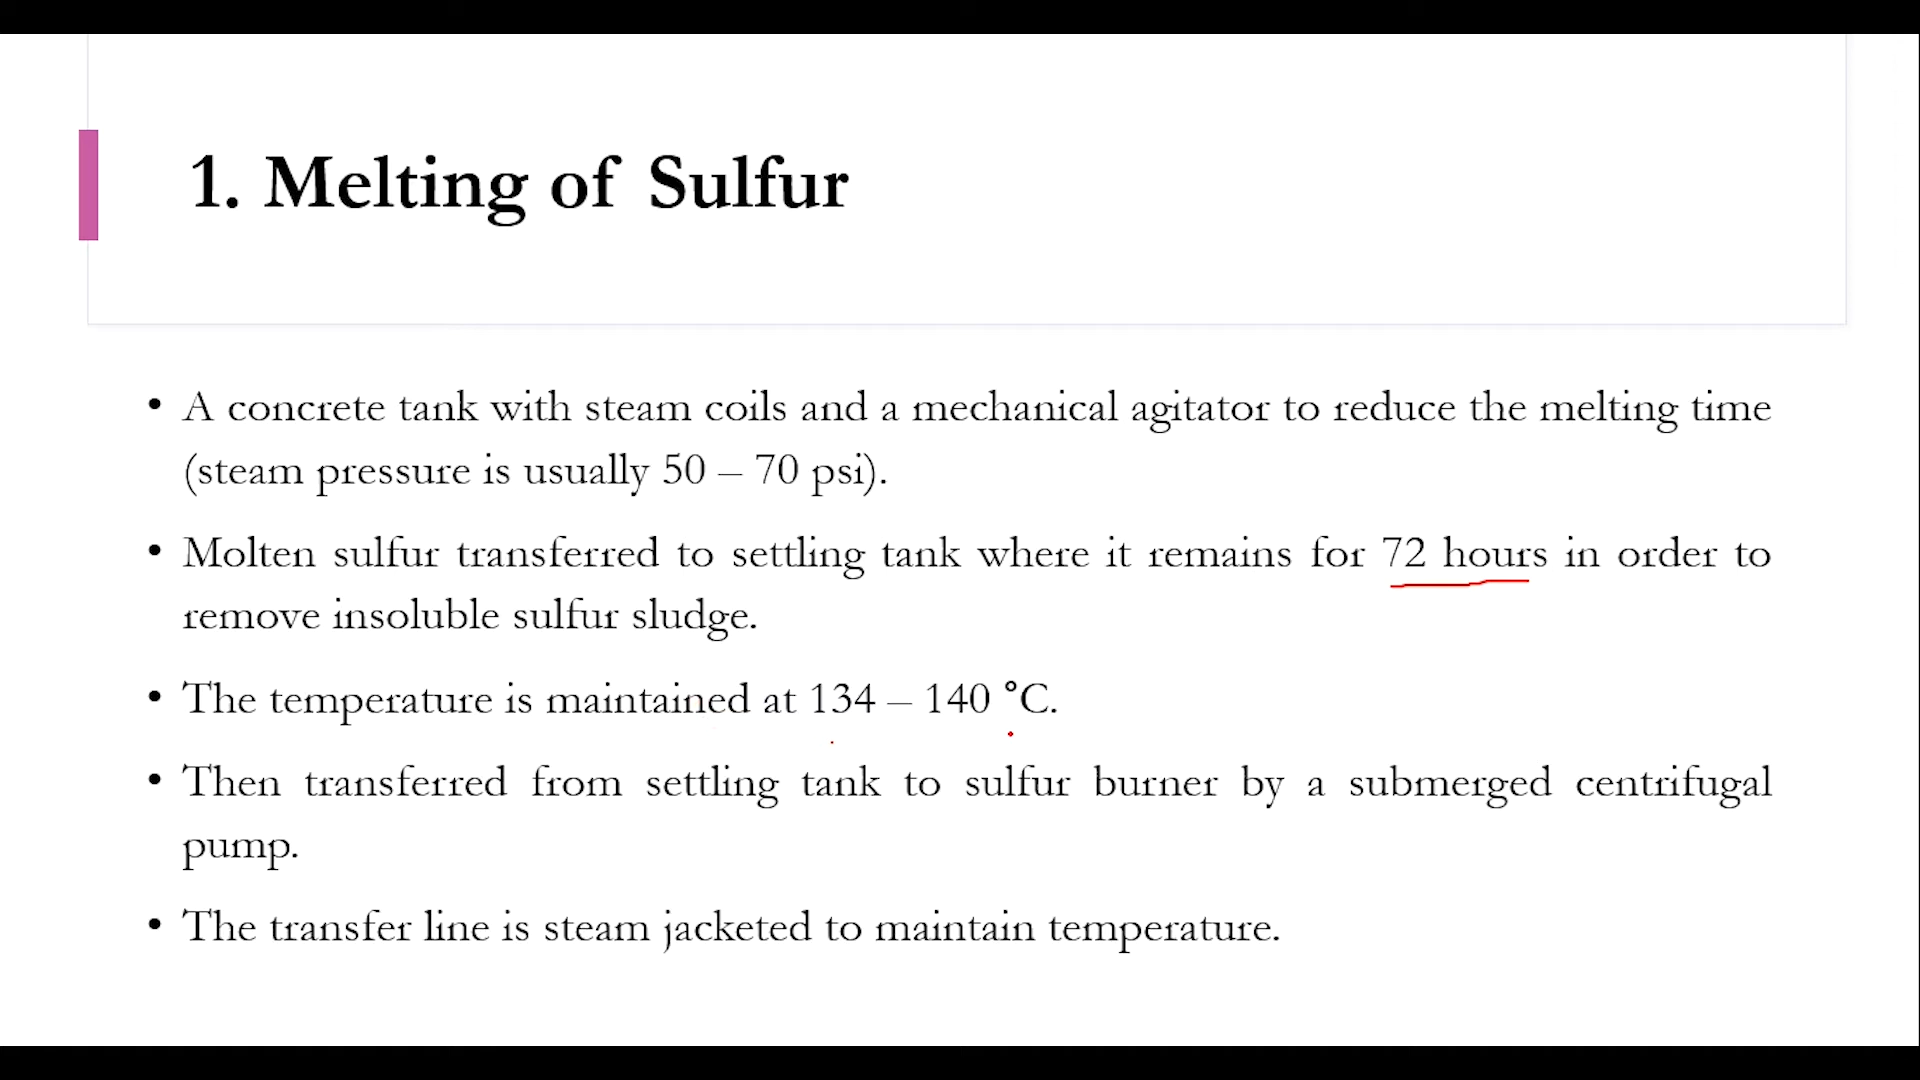 1. Melting of Sulfur
• A concrete tank with steam coils and a mechanical agitator to reduce the melting time
(steam pressure is usually 50 – 70 psi).
• Molten sulfur transferred to settling tank where it remains for 72 hours in order to
remove insoluble sulfur sludge.
• The temperature is maintained at 134 – 140 °C.
• Then transferred from settling tank to sulfur burner by a submerged centrifugal
pump.
• The transfer line is steam jacketed to maintain temperature.